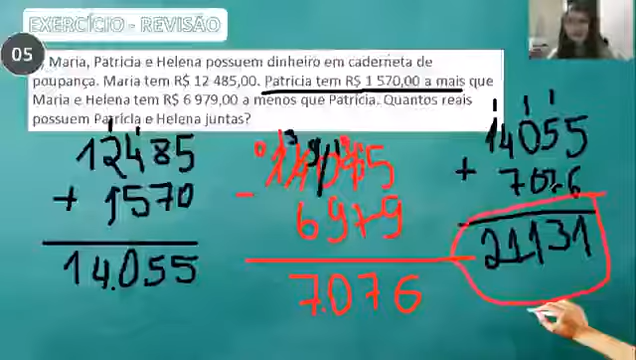 EXERCÍCIO - REVISÃO
05
Maria, Patricia e Helena possuem dinheiro em caderneta de
poupança. Maria tem R$ 12 485,00. Patricia tem R$ 1 570,00 a mais que
Maria e Helena tem R$ 6 979,00 a menos que Patrícia. Quantos reais
possuem Patrícia e Helena juntas?
12485
+ 1570
14.055
- 6979
7.076
14055
+ 7076
21131